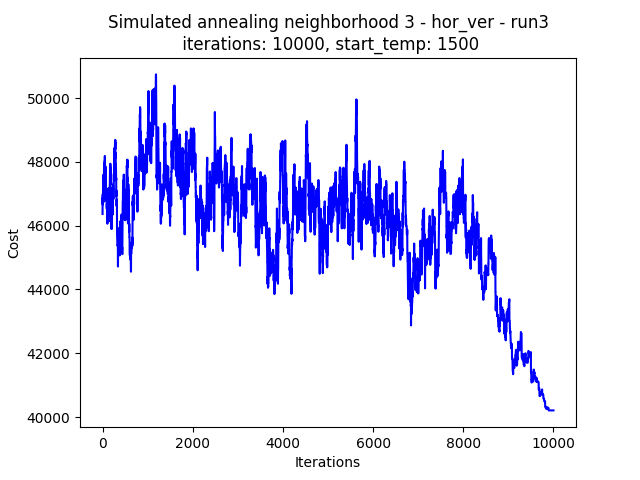 Simulated annealing neighborhood 3 - hor_ver - run3
iterations: 10000, start_temp: 1500
50000
48000
46000
44000
42000
40000
Cost
0 2000 4000 6000 8000 10000
Iterations